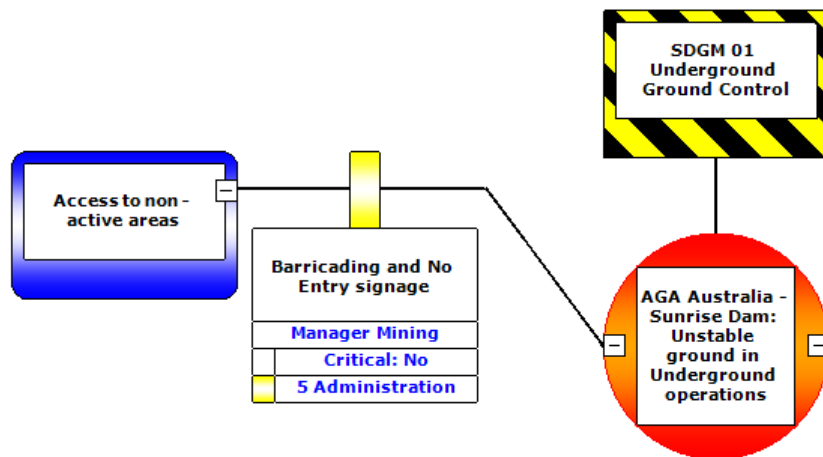 SDGM 01
Underground
Ground Control
Access to non -
active areas
Barricading and No
Entry signage
Manager Mining
Critical: No
5 Administration
AGA Australia -
Sunrise Dam:
Unstable
ground in
Underground
operations